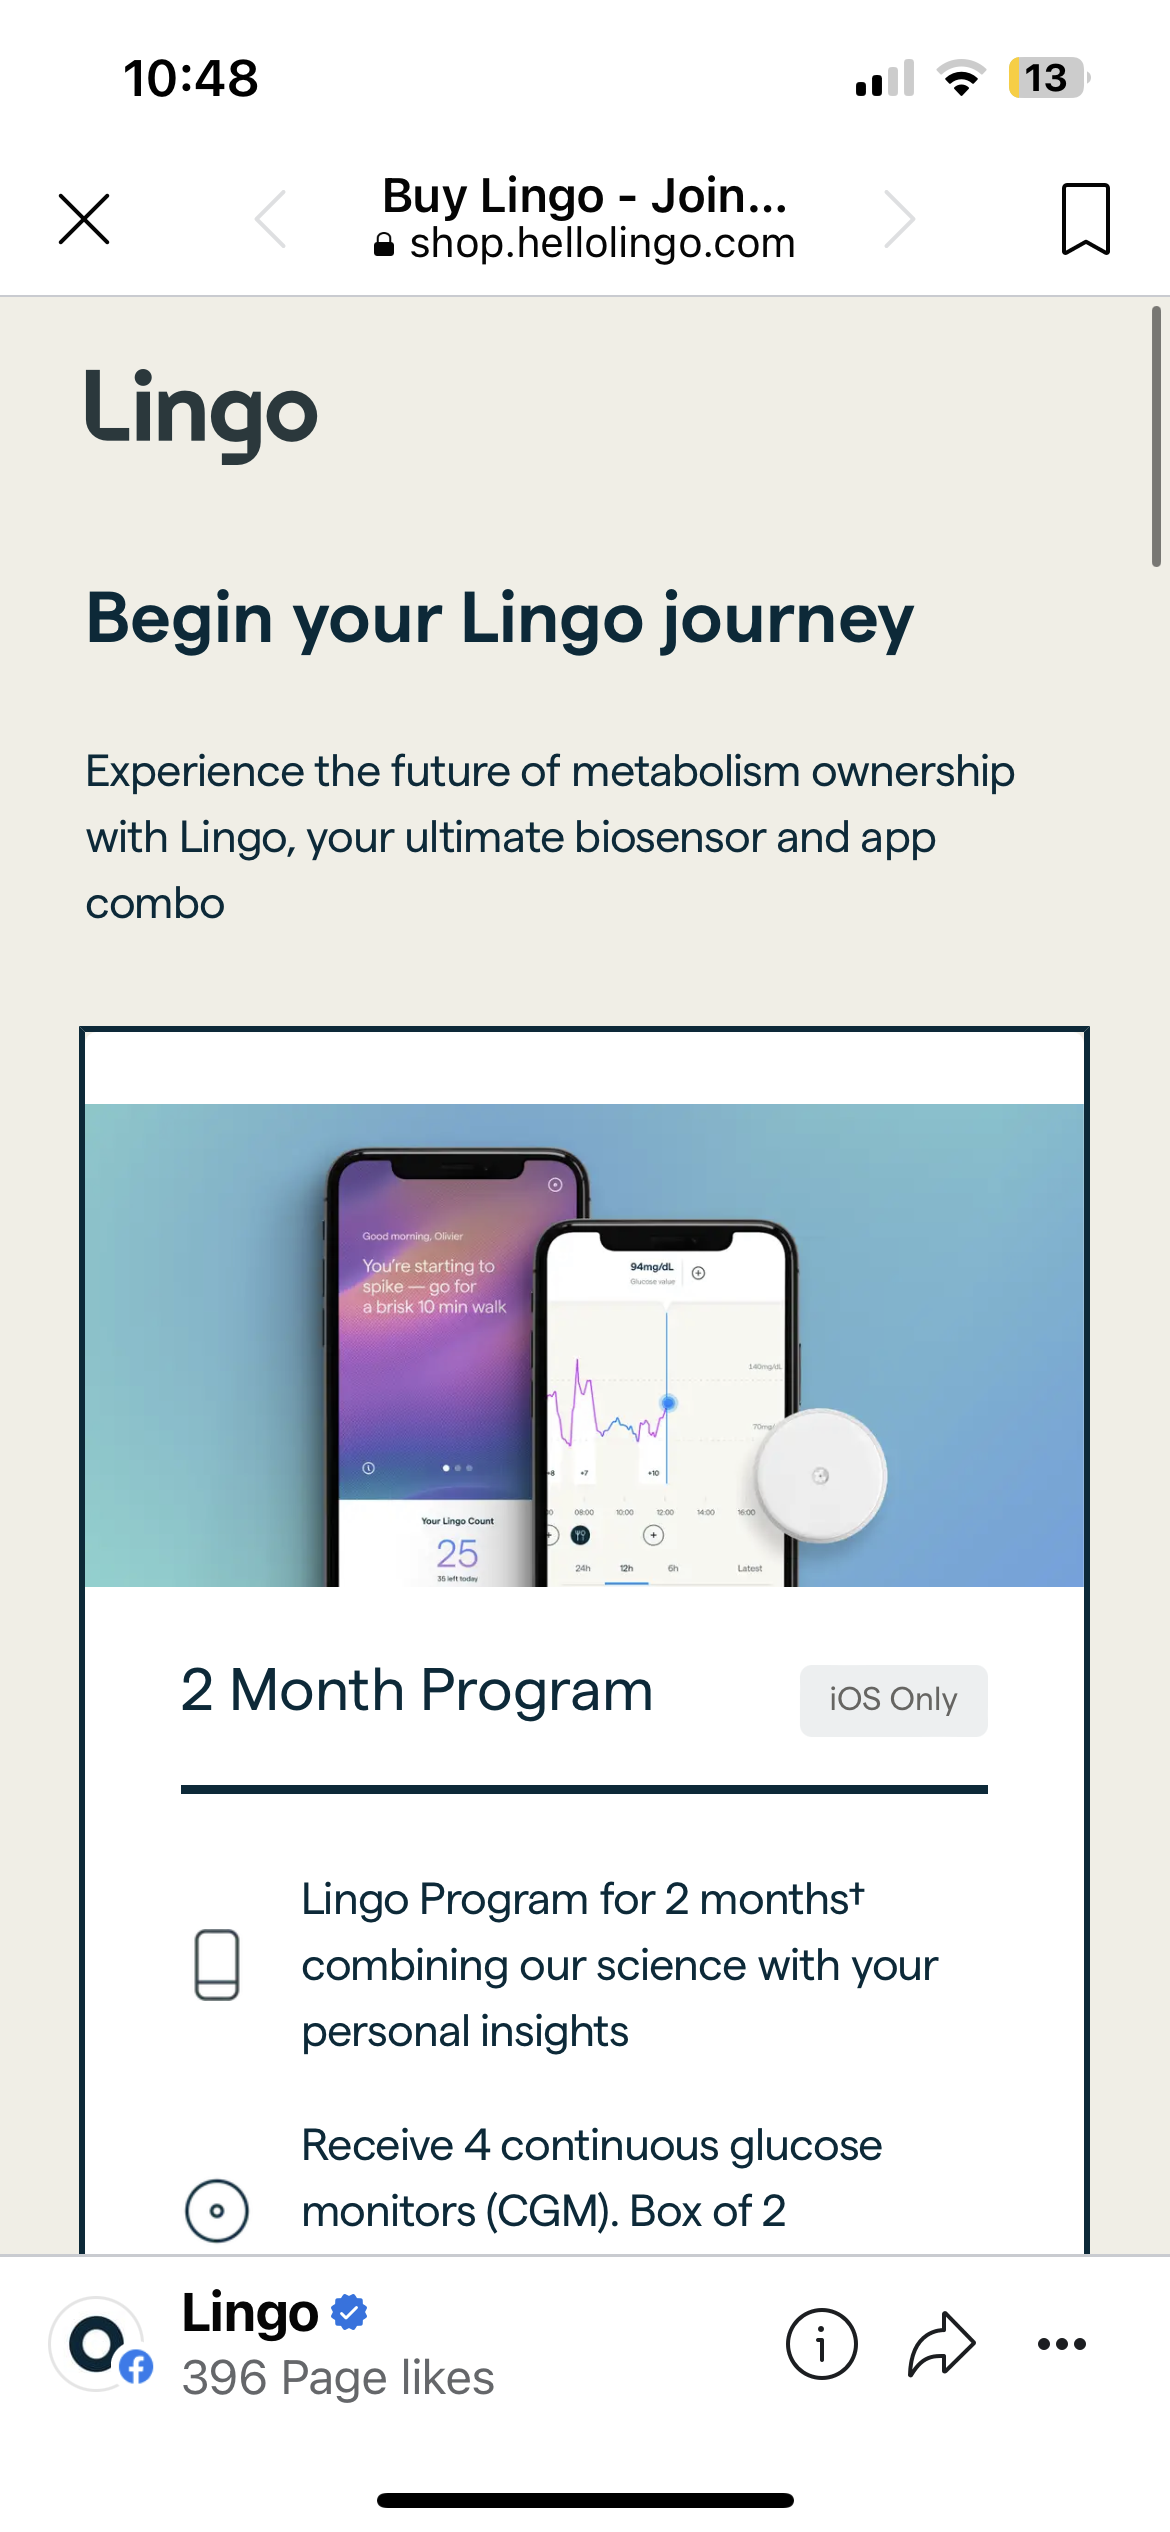 10:48
13
Buy Lingo - Join...
shop.hellolingo.com
Lingo
Begin your Lingo journey
Experience the future of metabolism ownership
with Lingo, your ultimate biosensor and app
combo
Good morning, Olivier
You're starting to
spike — go for
a brisk 10 min walk
Your Lingo Count
25
35 left today
94mg/dL
Glucose value
140mg/dL
70mg/
+8 +7 +10
08:00 10:00 12:00 14:00 16:00
24h 12h 6h Latest
2 Month Program
iOS Only
Lingo Program for 2 months†
combining our science with your
personal insights
Receive 4 continuous glucose
monitors (CGM). Box of 2
Lingo
396 Page likes